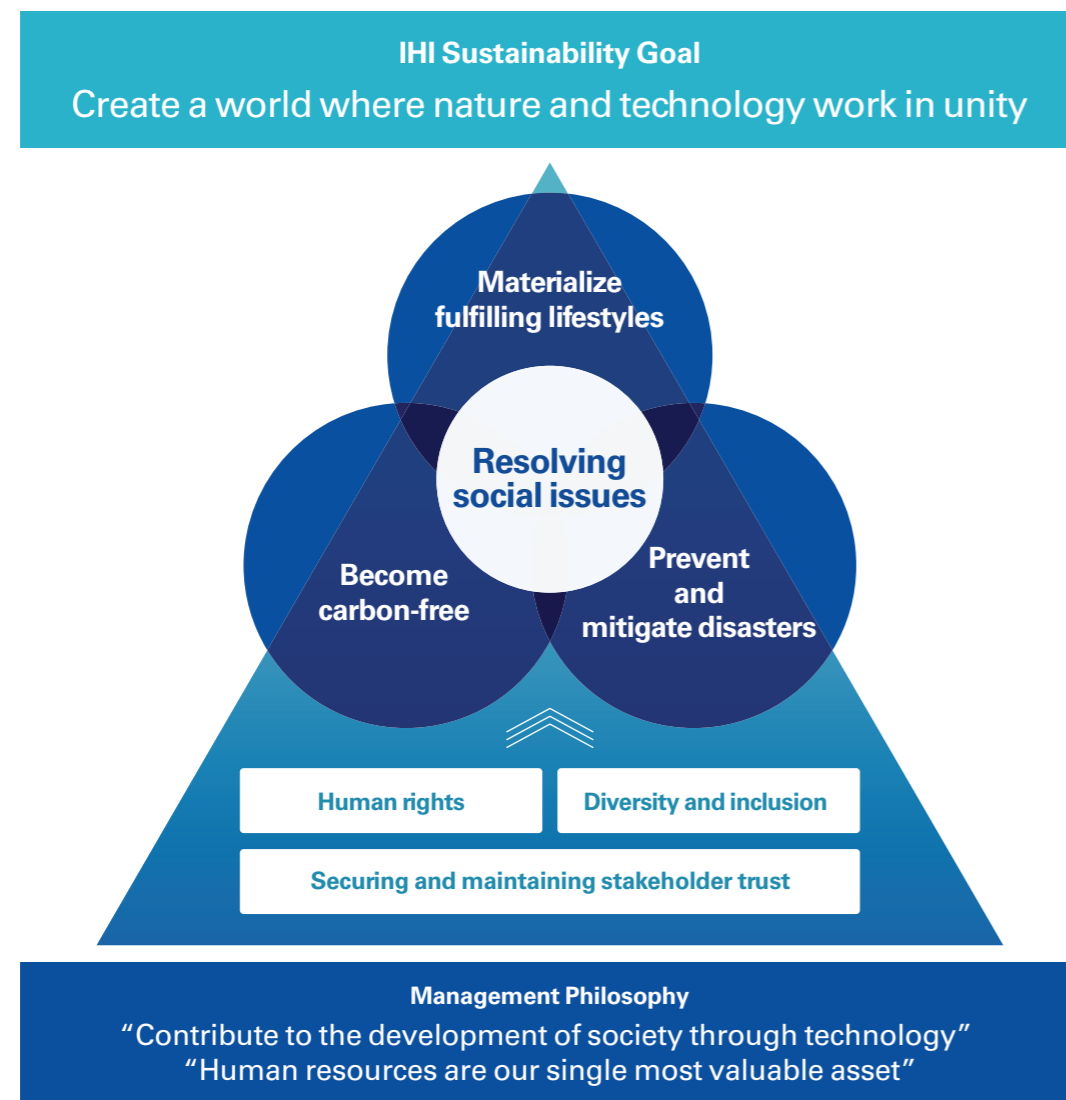 IHI Sustainability Goal
Create a world where nature and technology work in unity
Materialize
fulfilling lifestyles
Resolving
social issues
Become
carbon-free
Prevent
and
mitigate disasters
Human rights
Diversity and inclusion
Securing and maintaining stakeholder trust
Management Philosophy
“Contribute to the development of society through technology”
“Human resources are our single most valuable asset”